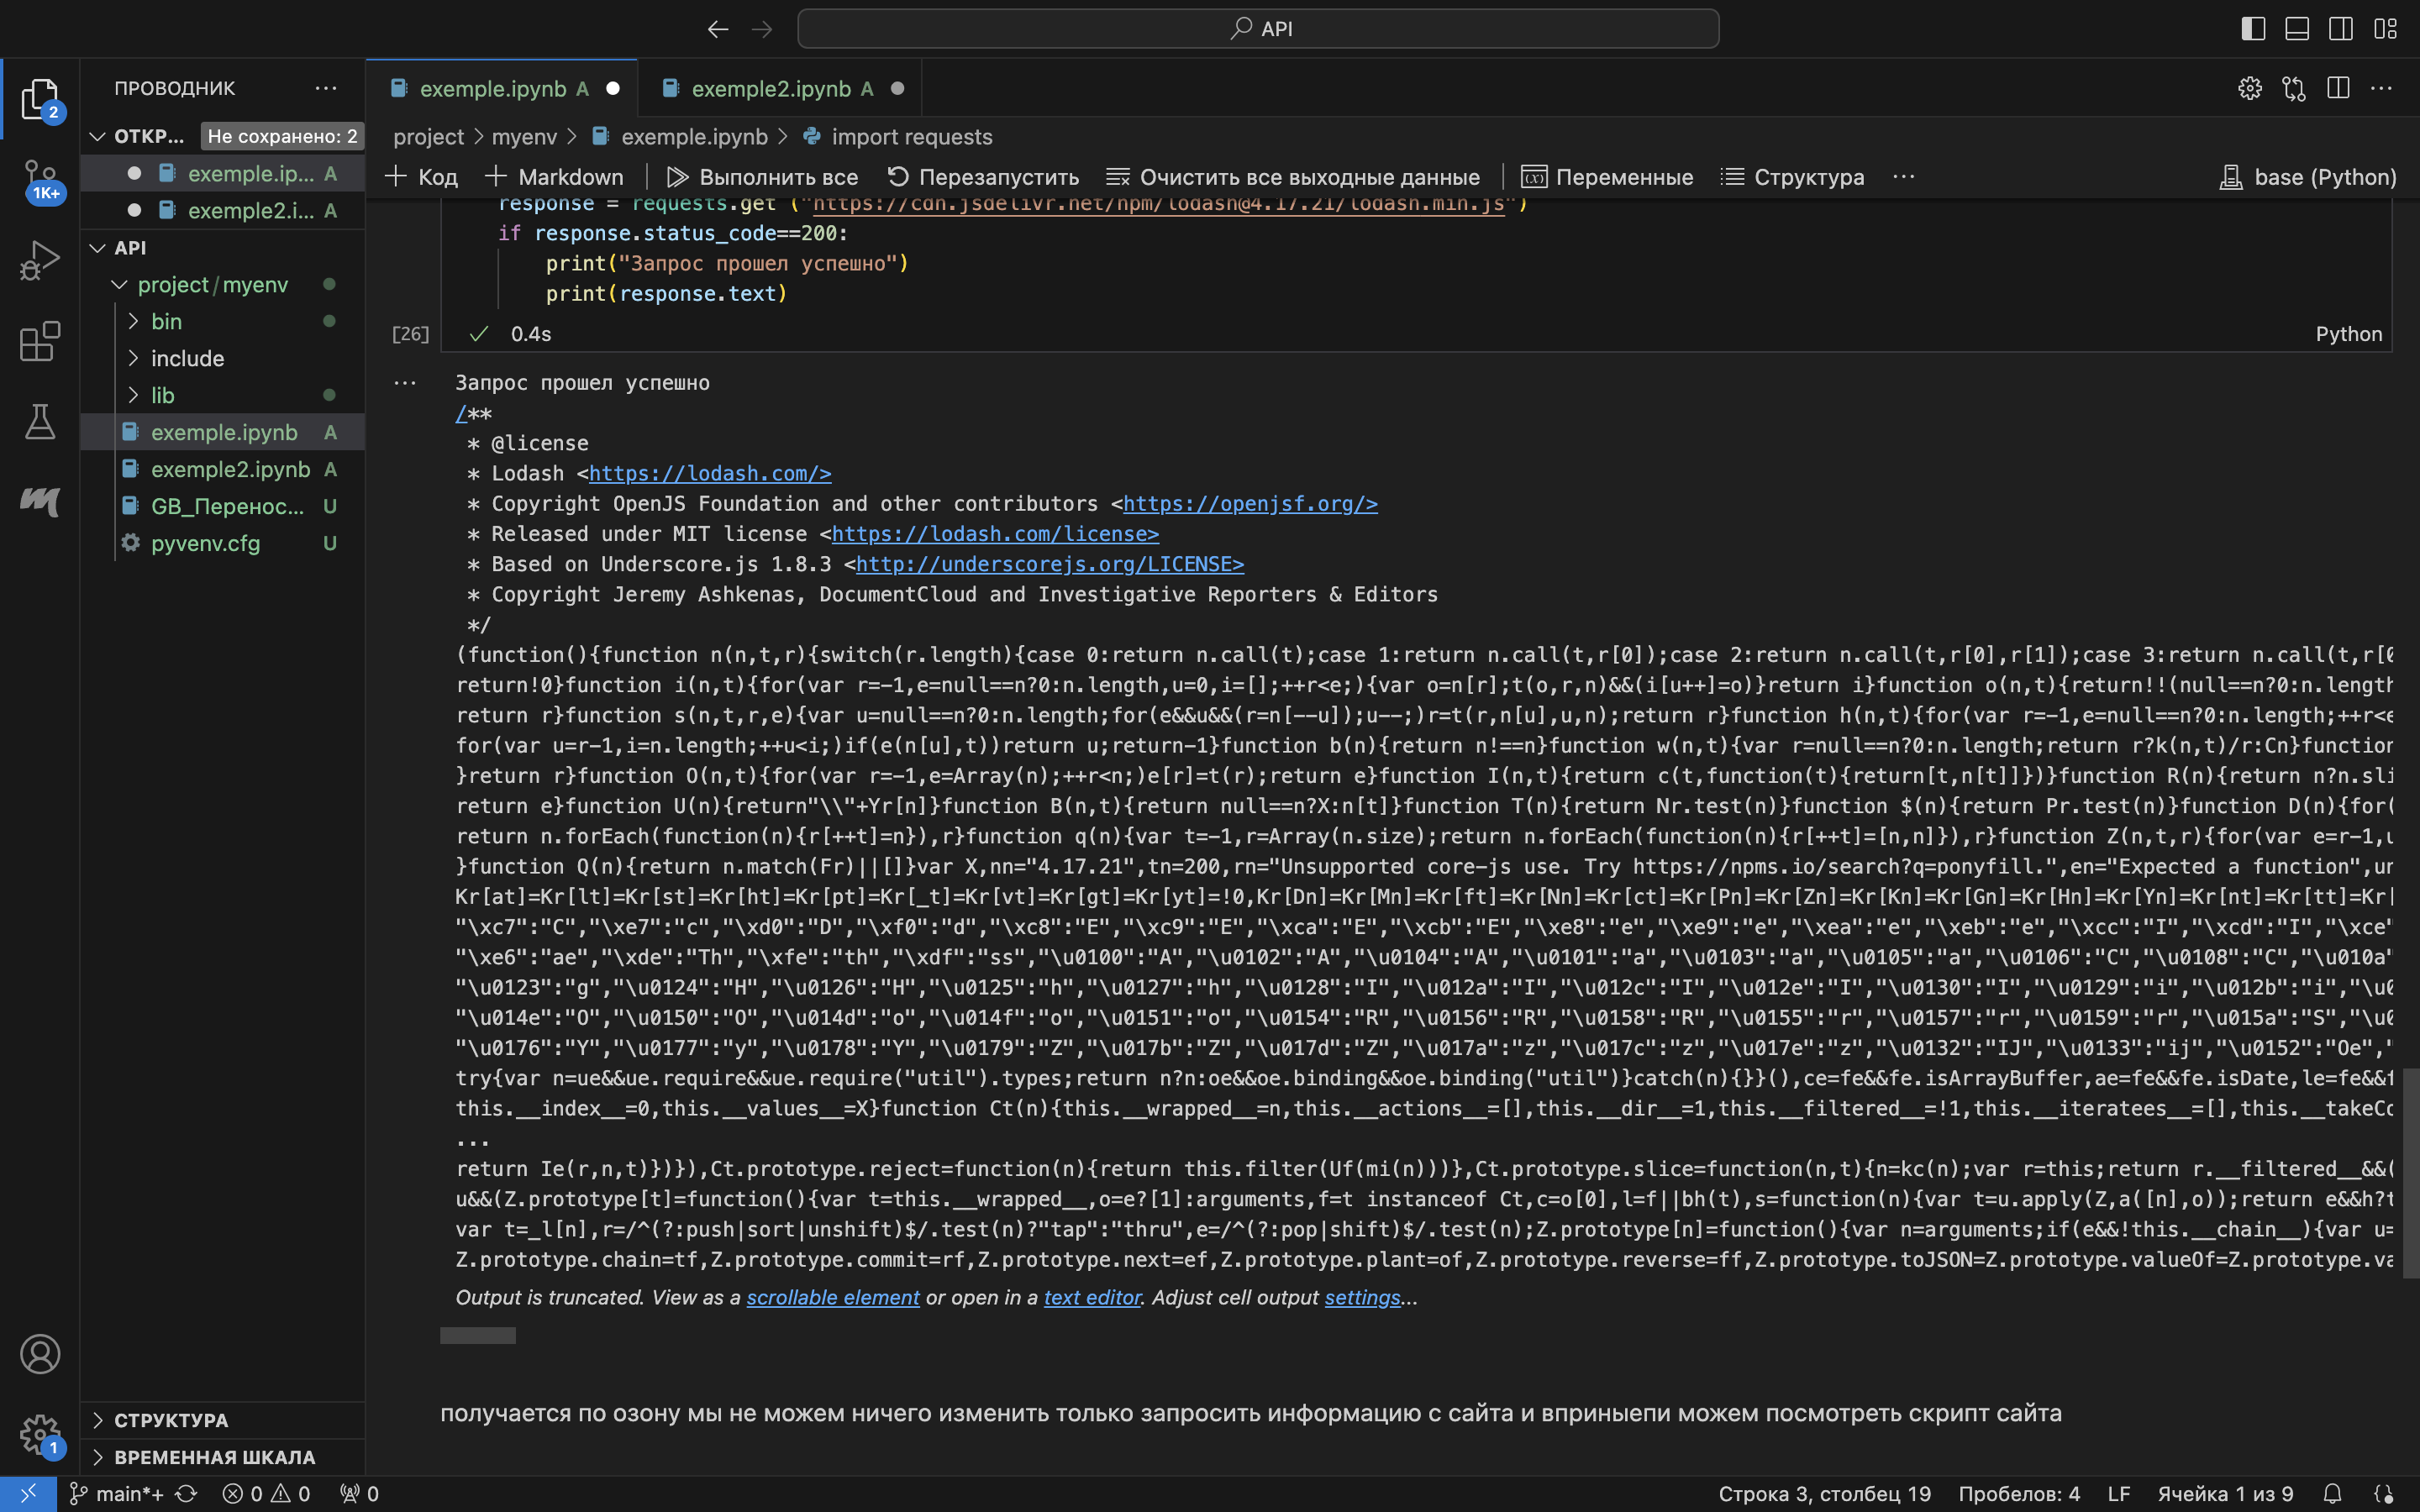 API
ПРОВОДНИК
exemple.ipynb A
exemple2.ipynb A
ОТКР... Не сохранено: 2
exemple.ip... A
exemple2.i... A
API
project/myenv
bin
include
lib
exemple.ipynb A
exemple2.ipynb A
GB_Перенос... U
pyvenv.cfg U
СТРУКТУРА
ВРЕМЕННАЯ ШКАЛА
2
1K+
1
project > myenv > exemple.ipynb > import requests
+ Код + Markdown Выполнить все Перезапустить Очистить все выходные данные Переменные Структура ... base (Python)
response = requests.get ("https://cdn.jsdelivr.net/npm/lodash@4.17.21/lodash.min.js")
if response.status_code==200:
    print("Запрос прошел успешно")
    print(response.text)
[26] 0.4s Python
... Запрос прошел успешно
/**
 * @license
 * Lodash <https://lodash.com/>
 * Copyright OpenJS Foundation and other contributors <https://openjsf.org/>
 * Released under MIT license <https://lodash.com/license>
 * Based on Underscore.js 1.8.3 <http://underscorejs.org/LICENSE>
 * Copyright Jeremy Ashkenas, DocumentCloud and Investigative Reporters & Editors
 */
(function(){function n(n,t,r){switch(r.length){case 0:return n.call(t);case 1:return n.call(t,r[0]);case 2:return n.call(t,r[0],r[1]);case 3:return n.call(t,r[0
return!0}function i(n,t){for(var r=-1,e=null==n?0:n.length,u=0,i=[];++r<e;){var o=n[r];t(o,r,n)&&(i[u++]=o)}return i}function o(n,t){return!!(null==n?0:n.length
return r}function s(n,t,r,e){var u=null==n?0:n.length;for(e&&u&&(r=n[--u]);u--;)r=t(r,n[u],u,n);return r}function h(n,t){for(var r=-1,e=null==n?0:n.length;++r<e
for(var u=r-1,i=n.length;++u<i;)if(e(n[u],t))return u;return-1}function b(n){return n!==n}function w(n,t){var r=null==n?0:n.length;return r?k(n,t)/r:Cn}function
}return r}function O(n,t){for(var r=-1,e=Array(n);++r<n;)e[r]=t(r);return e}function I(n,t){return c(t,function(t){return[t,n[t]]})}function R(n){return n?n.sli
return e}function U(n){return"\\"+Yr[n]}function B(n,t){return null==n?X:n[t]}function T(n){return Nr.test(n)}function $(n){return Pr.test(n)}function D(n){for(
return n.forEach(function(n){r[++t]=n}),r}function q(n){var t=-1,r=Array(n.size);return n.forEach(function(n){r[++t]=[n,n]}),r}function Z(n,t,r){for(var e=r-1,u
}function Q(n){return n.match(Fr)||[]}var X,nn="4.17.21",tn=200,rn="Unsupported core-js use. Try https://npms.io/search?q=ponyfill.",en="Expected a function",un
Kr[at]=Kr[lt]=Kr[st]=Kr[ht]=Kr[pt]=Kr[_t]=Kr[vt]=Kr[gt]=Kr[yt]=!0,Kr[Dn]=Kr[Mn]=Kr[ft]=Kr[Nn]=Kr[ct]=Kr[Pn]=Kr[Zn]=Kr[Kn]=Kr[Gn]=Kr[Hn]=Kr[Yn]=Kr[nt]=Kr[tt]=Kr[
"\xc7":"C","\xe7":"c","\xd0":"D","\xf0":"d","\xc8":"E","\xc9":"E","\xca":"E","\xcb":"E","\xe8":"e","\xe9":"e","\xea":"e","\xeb":"e","\xcc":"I","\xcd":"I","\xce"
"\xe6":"ae","\xde":"Th","\xfe":"th","\xdf":"ss","\u0100":"A","\u0102":"A","\u0104":"A","\u0101":"a","\u0103":"a","\u0105":"a","\u0106":"C","\u0108":"C","\u010a"
"\u0123":"g","\u0124":"H","\u0126":"H","\u0125":"h","\u0127":"h","\u0128":"I","\u012a":"I","\u012c":"I","\u012e":"I","\u0130":"I","\u0129":"i","\u012b":"i","\u0
"\u014e":"O","\u0150":"O","\u014d":"o","\u014f":"o","\u0151":"o","\u0154":"R","\u0156":"R","\u0158":"R","\u0155":"r","\u0157":"r","\u0159":"r","\u015a":"S","\u0
"\u0176":"Y","\u0177":"y","\u0178":"Y","\u0179":"Z","\u017b":"Z","\u017d":"Z","\u017a":"z","\u017c":"z","\u017e":"z","\u0132":"IJ","\u0133":"ij","\u0152":"Oe","
try{var n=ue&&ue.require&&ue.require("util").types;return n?n:oe&&oe.binding&&oe.binding("util")}catch(n){}}(),ce=fe&&fe.isArrayBuffer,ae=fe&&fe.isDate,le=fe&&f
this.__index__=0,this.__values__=X}function Ct(n){this.__wrapped__=n,this.__actions__=[],this.__dir__=1,this.__filtered__=!1,this.__iteratees__=[],this.__takeCo
...
return Ie(r,n,t)})}),Ct.prototype.reject=function(n){return this.filter(Uf(mi(n)))},Ct.prototype.slice=function(n,t){n=kc(n);var r=this;return r.__filtered__&&(
u&&(Z.prototype[t]=function(){var t=this.__wrapped__,o=e?[1]:arguments,f=t instanceof Ct,c=o[0],l=f||bh(t),s=function(n){var t=u.apply(Z,a([n],o));return e&&h?t
var t=_l[n],r=/^(?:push|sort|unshift)$/.test(n)?"tap":"thru",e=/^(?:pop|shift)$/.test(n);Z.prototype[n]=function(){var n=arguments;if(e&&!this.__chain__){var u=
Z.prototype.chain=tf,Z.prototype.commit=rf,Z.prototype.next=ef,Z.prototype.plant=of,Z.prototype.reverse=ff,Z.prototype.toJSON=Z.prototype.valueOf=Z.prototype.va
Output is truncated. View as a scrollable element or open in a text editor. Adjust cell output settings...
получается по озону мы не можем ничего изменить только запросить информацию с сайта и вприныепи можем посмотреть скрипт сайта
main*+ 0 0 0 Строка 3, столбец 19 Пробелов: 4 LF Ячейка 1 из 9